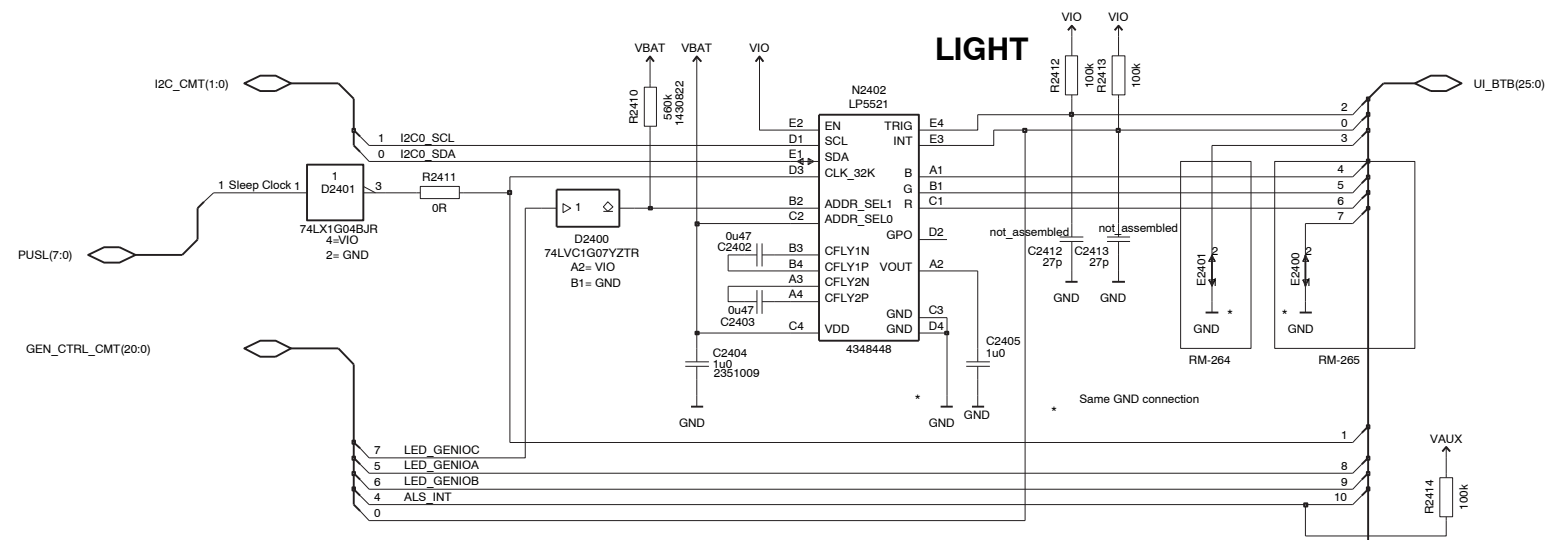 LIGHT
VIO
VIO
VBAT
VBAT
VIO
R2412
100k
R2413
100k
I2C_CMT(1:0)
UI_BTB(25:0)
R2410
560k
1430822
N2402
LP5521
2
0
3
E2
EN
TRIG
E4
1
I2C0_SCL
D1
SCL
INT
E3
0
I2C0_SDA
E1
SDA
D3
CLK_32K
B
A1
4
1
Sleep Clock
1
1
D2401
3
R2411
0R
G
B1
5
B2
ADDR_SEL1
R
C1
6
C2
ADDR_SEL0
7
1
GPO
D2
74LX1G04BJR
4=VIO
2= GND
D2400
74LVC1G07YZTR
A2= VIO
B1= GND
not_assembled
not_assembled
C2412
27p
C2413
27p
PUSL(7:0)
0u47
C2402
B3
CFLY1N
B4
CFLY1P
VOUT
A2
A3
CFLY2N
A4
CFLY2P
0u47
C2403
GND
C3
C4
VDD
GND
D4
4348448
GND
GND
E2401
2
1
GND
*
E2400
2
1
*
GND
RM-264
RM-265
GEN_CTRL_CMT(20:0)
C2404
1u0
2351009
C2405
1u0
GND
*
GND
GND
*
Same GND connection
1
7
LED_GENIOC
5
LED_GENIOA
8
6
LED_GENIOB
9
4
ALS_INT
10
0
VAUX
R2414
100k